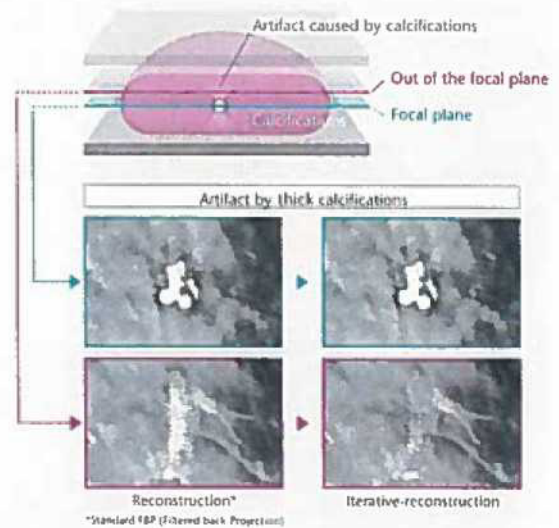 Artifact caused by calcifications
Out of the focal plane
Focal plane
Calcifications
Artifact by thick calcifications
Reconstruction*
Iterative-reconstruction
*Standard FBP (Filtered back Projection)